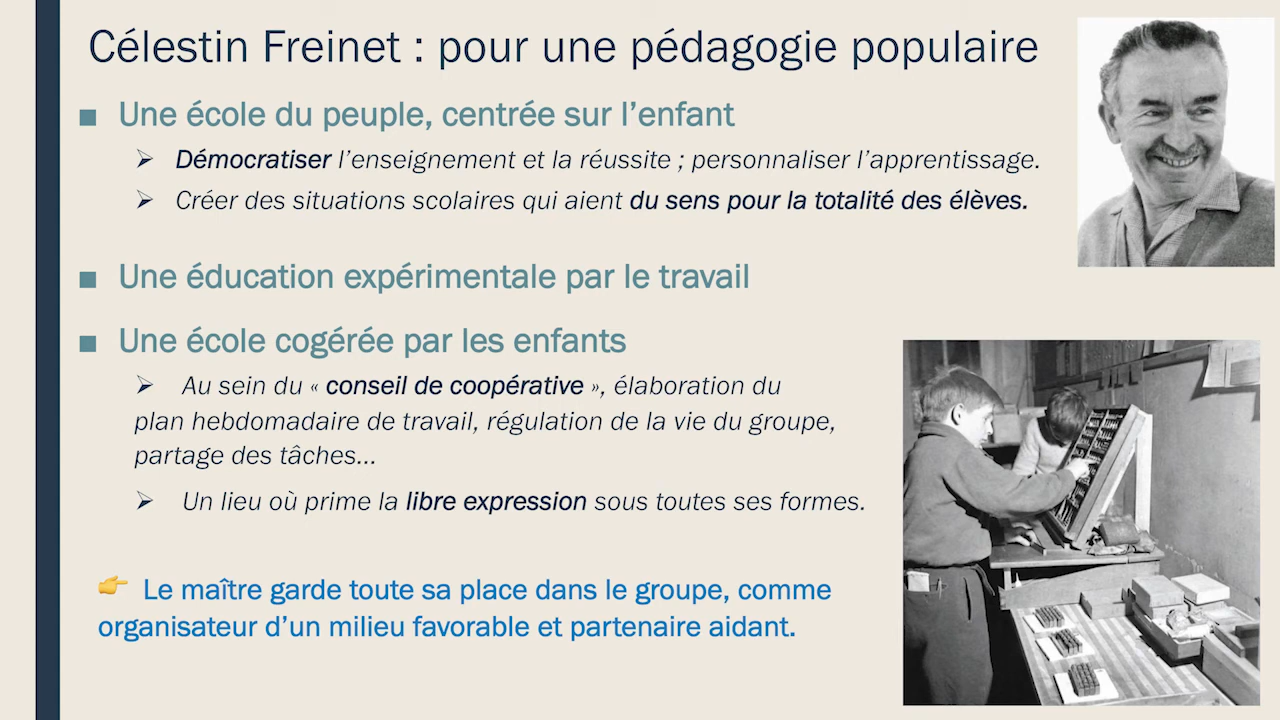 Célestin Freinet : pour une pédagogie populaire
■ Une école du peuple, centrée sur l’enfant
➢ Démocratiser l’enseignement et la réussite ; personnaliser l’apprentissage.
➢ Créer des situations scolaires qui aient du sens pour la totalité des élèves.
■ Une éducation expérimentale par le travail
■ Une école cogérée par les enfants
➢ Au sein du « conseil de coopérative », élaboration du
plan hebdomadaire de travail, régulation de la vie du groupe,
partage des tâches…
➢ Un lieu où prime la libre expression sous toutes ses formes.
👉 Le maître garde toute sa place dans le groupe, comme
organisateur d’un milieu favorable et partenaire aidant.